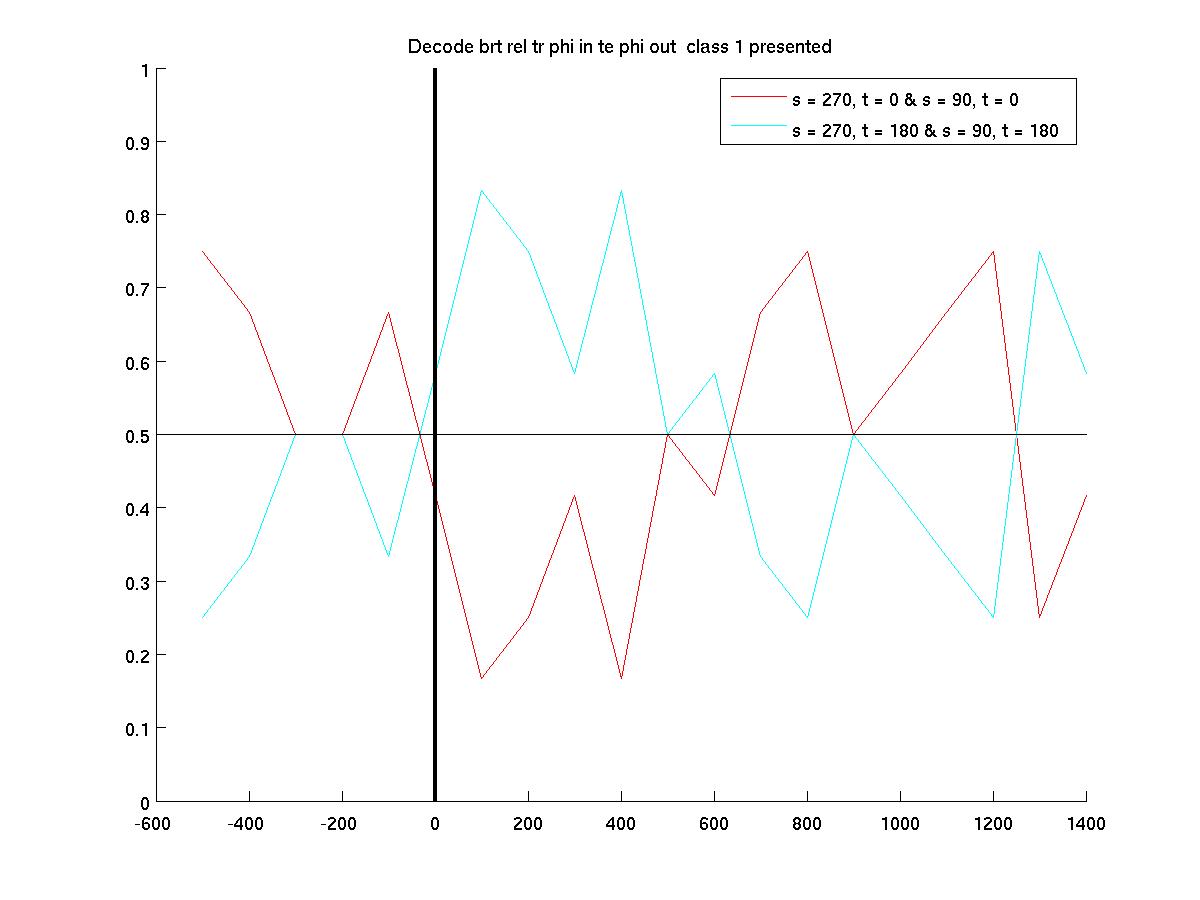 Decode brt rel tr phi in te phi out  class 1 presented
s = 270, t = 0 & s = 90, t = 0
s = 270, t = 180 & s = 90, t = 180
1
0.9
0.8
0.7
0.6
0.5
0.4
0.3
0.2
0.1
0
-600 -400 -200 0 200 400 600 800 1000 1200 1400